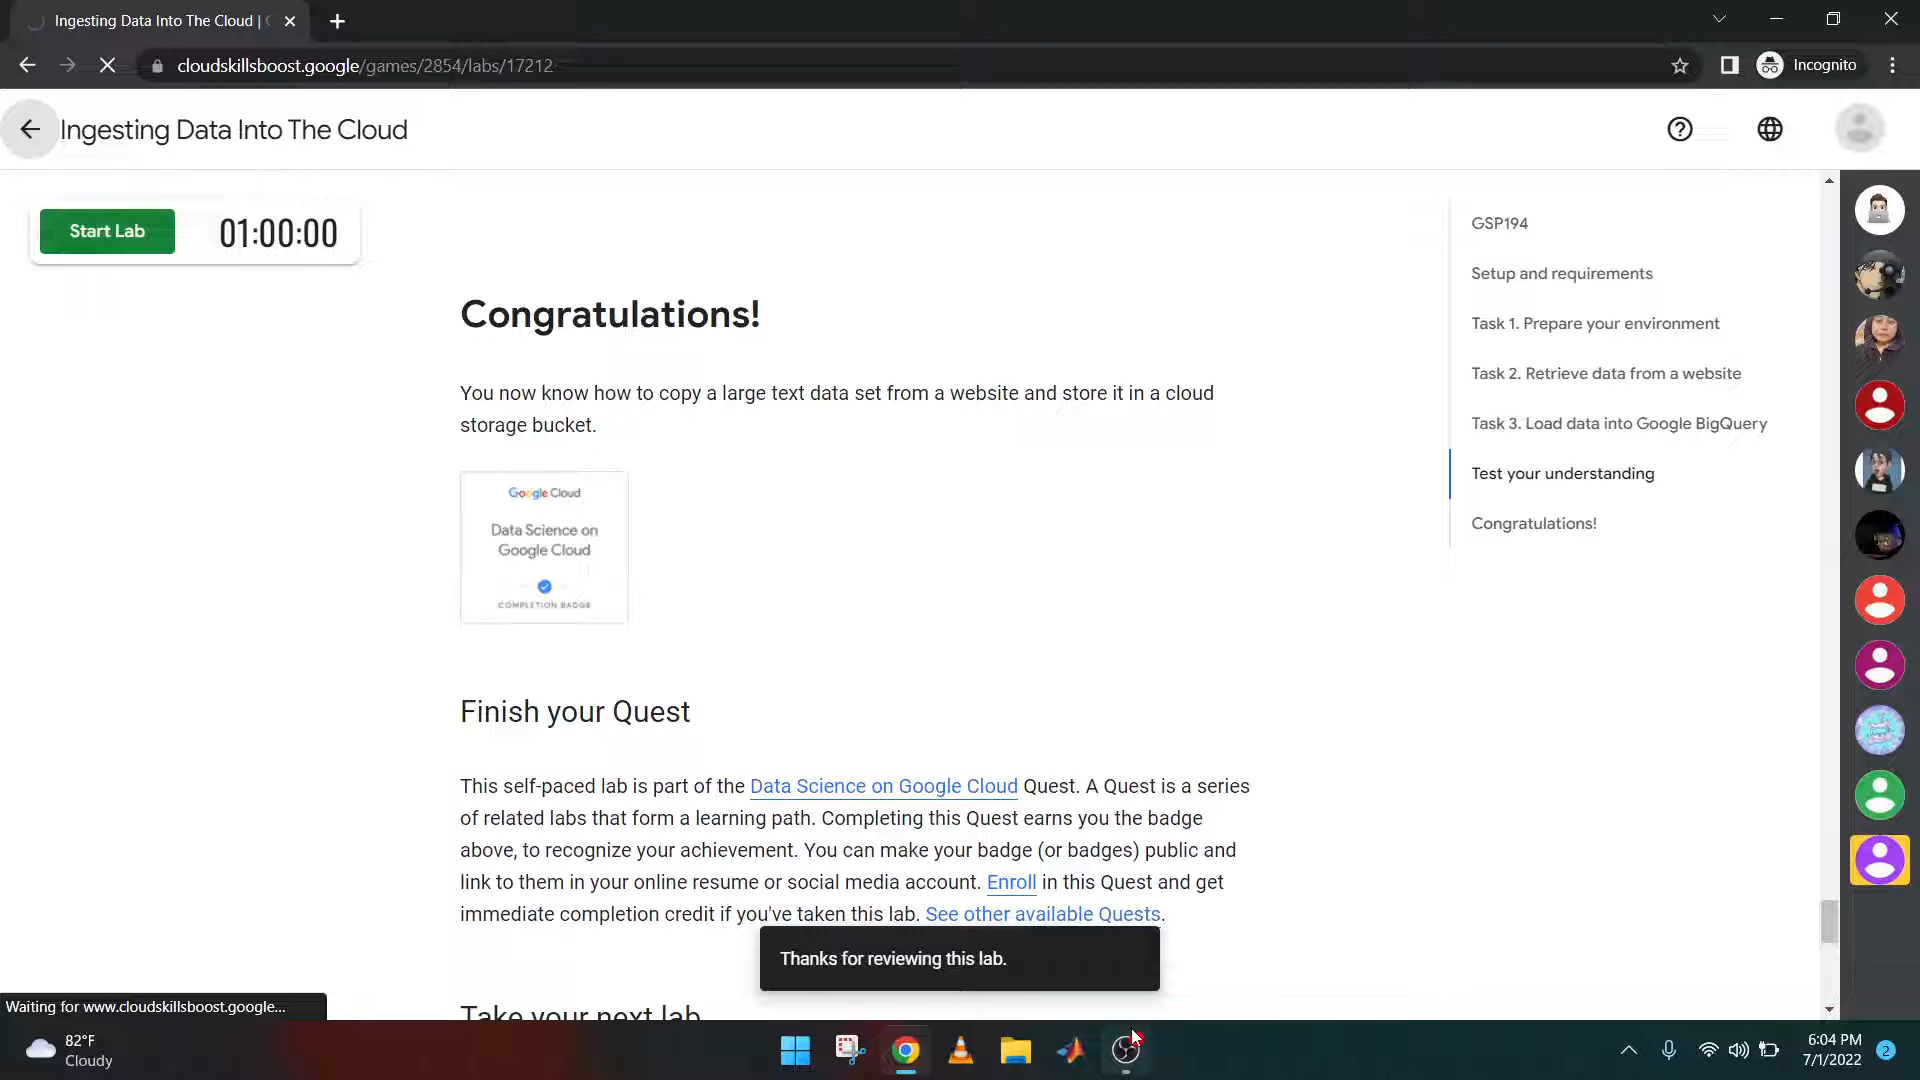 Ingesting Data Into The Cloud | C
cloudskillsboost.google/games/2854/labs/17212
Incognito
Ingesting Data Into The Cloud
Start Lab
01:00:00
GSP194
Setup and requirements
Task 1. Prepare your environment
Task 2. Retrieve data from a website
Task 3. Load data into Google BigQuery
Test your understanding
Congratulations!
Congratulations!
You now know how to copy a large text data set from a website and store it in a cloud
storage bucket.
Google Cloud
Data Science on
Google Cloud
COMPLETION BADGE
Finish your Quest
This self-paced lab is part of the Data Science on Google Cloud Quest. A Quest is a series
of related labs that form a learning path. Completing this Quest earns you the badge
above, to recognize your achievement. You can make your badge (or badges) public and
link to them in your online resume or social media account. Enroll in this Quest and get
immediate completion credit if you've taken this lab. See other available Quests.
Thanks for reviewing this lab.
Take your next lab
Waiting for www.cloudskillsboost.google...
82°F
Cloudy
6:04 PM
7/1/2022
2